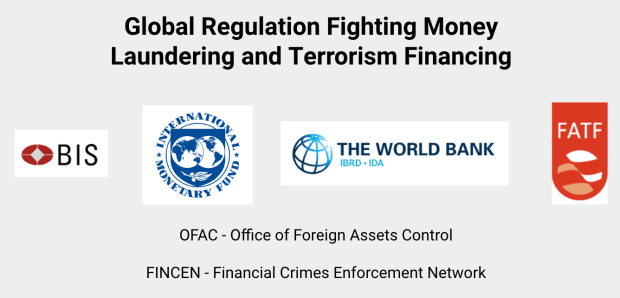 Global Regulation Fighting Money
Laundering and Terrorism Financing
BIS
INTERNATIONAL
MONETARY FUND
THE WORLD BANK
IBRD • IDA
FATF
OFAC - Office of Foreign Assets Control
FINCEN - Financial Crimes Enforcement Network